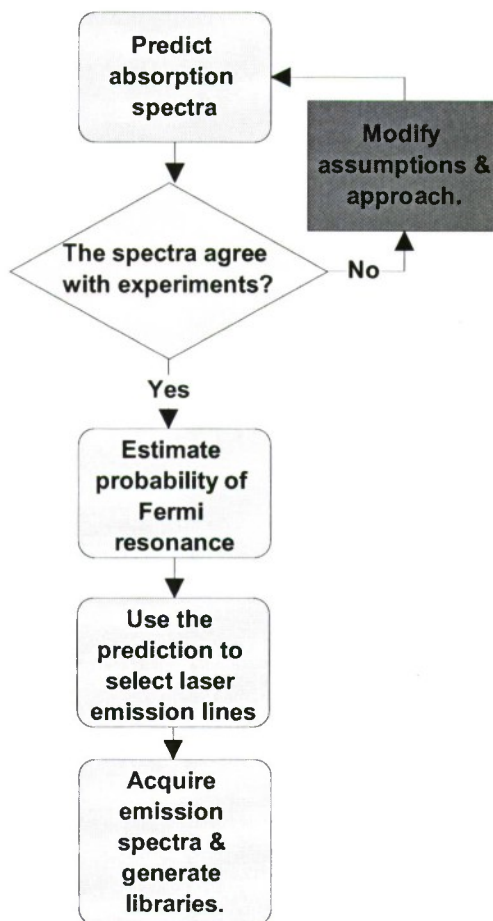 Predict
absorption
spectra
Modify
assumptions &
approach.
The spectra agree
with experiments?
No
Yes
Estimate
probability of
Fermi
resonance
Use the
prediction to
select laser
emission lines
Acquire
emission
spectra &
generate
libraries.